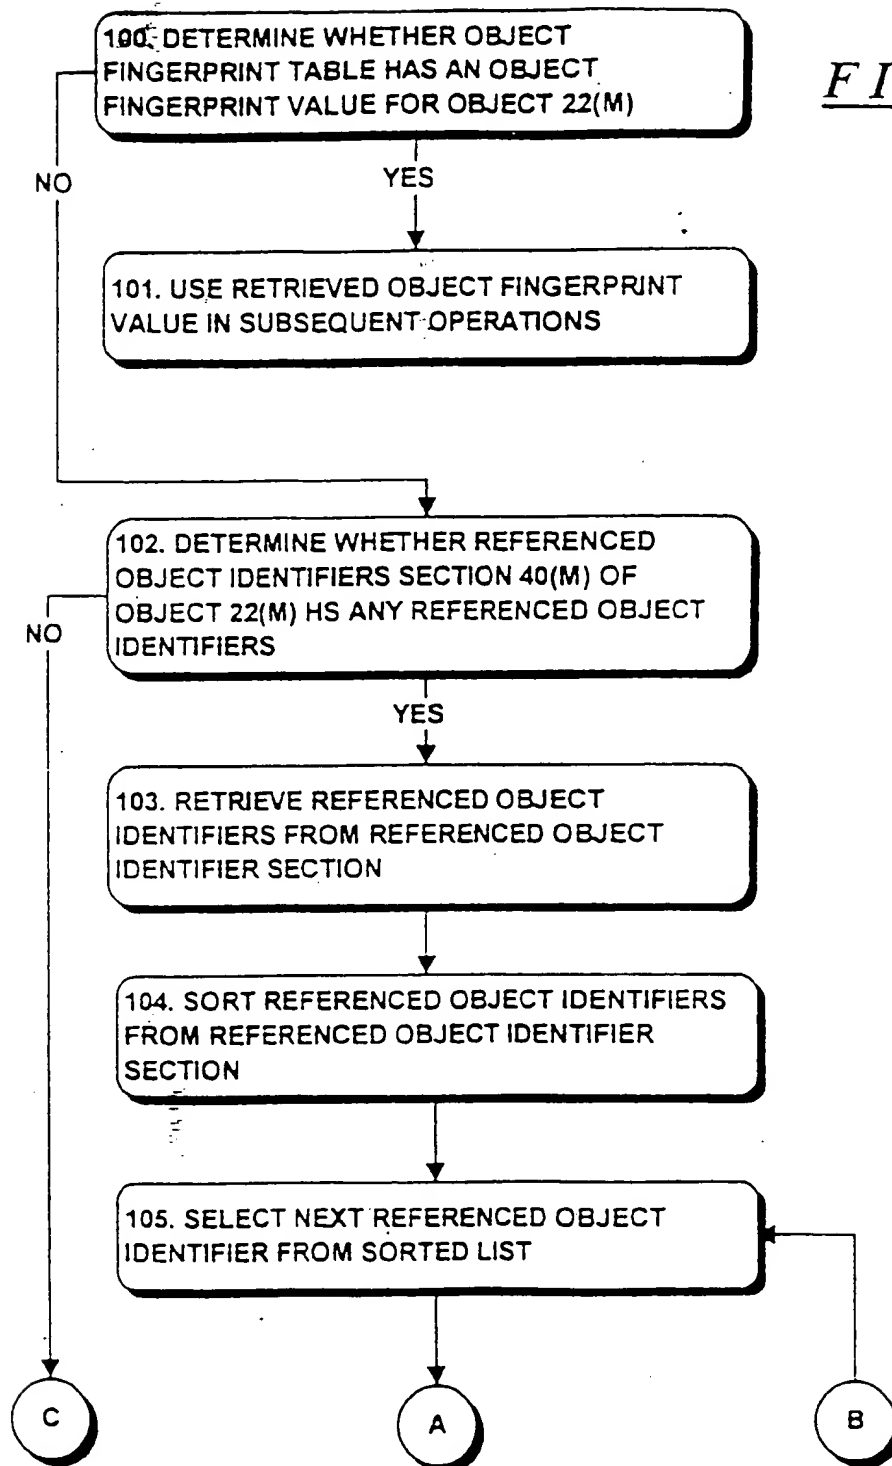 100. DETERMINE WHETHER OBJECT
FINGERPRINT TABLE HAS AN OBJECT
FINGERPRINT VALUE FOR OBJECT 22(M)
F I
NO
YES
101. USE RETRIEVED OBJECT FINGERPRINT
VALUE IN SUBSEQUENT OPERATIONS
102. DETERMINE WHETHER REFERENCED
OBJECT IDENTIFIERS SECTION 40(M) OF
OBJECT 22(M) HS ANY REFERENCED OBJECT
IDENTIFIERS
NO
YES
103. RETRIEVE REFERENCED OBJECT
IDENTIFIERS FROM REFERENCED OBJECT
IDENTIFIER SECTION
104. SORT REFERENCED OBJECT IDENTIFIERS
FROM REFERENCED OBJECT IDENTIFIER
SECTION
105. SELECT NEXT REFERENCED OBJECT
IDENTIFIER FROM SORTED LIST
C
A
B